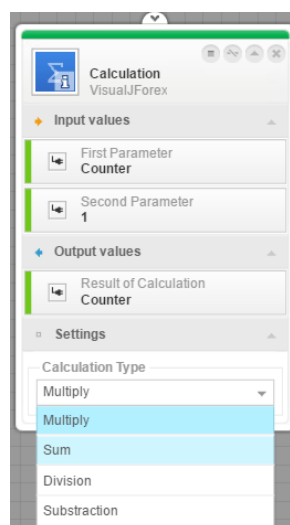 Calculation
VisualJForex
Input values
First Parameter
Counter
Second Parameter
1
Output values
Result of Calculation
Counter
Settings
Calculation Type
Multiply
Multiply
Sum
Division
Substraction